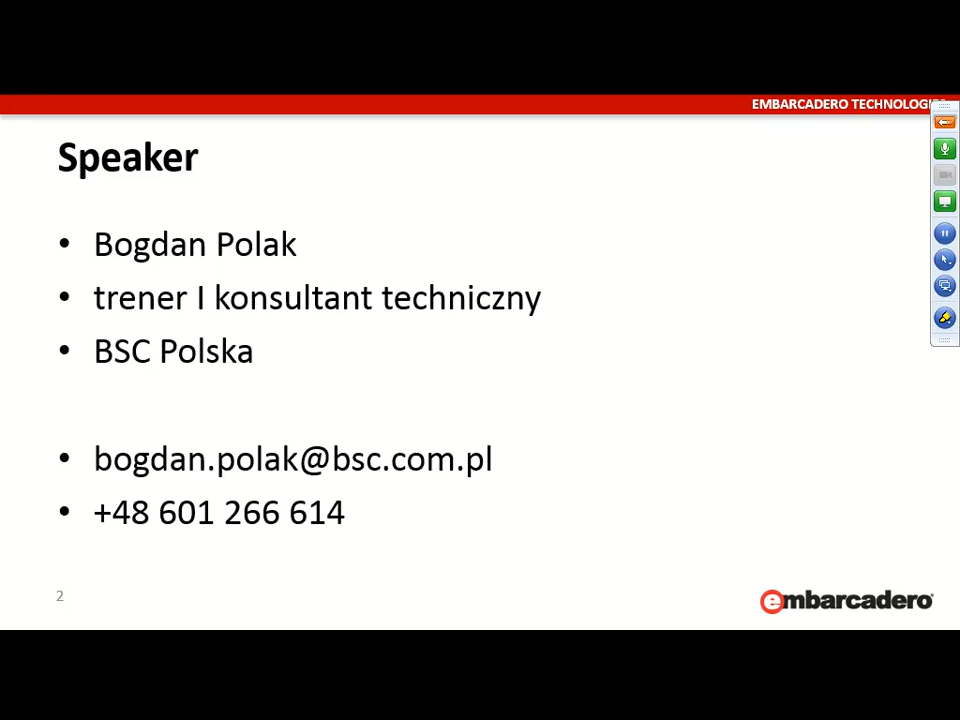 EMBARCADERO TECHNOLOGI
Speaker
• Bogdan Polak
• trener I konsultant techniczny
• BSC Polska
• bogdan.polak@bsc.com.pl
• +48 601 266 614
2
embarcadero